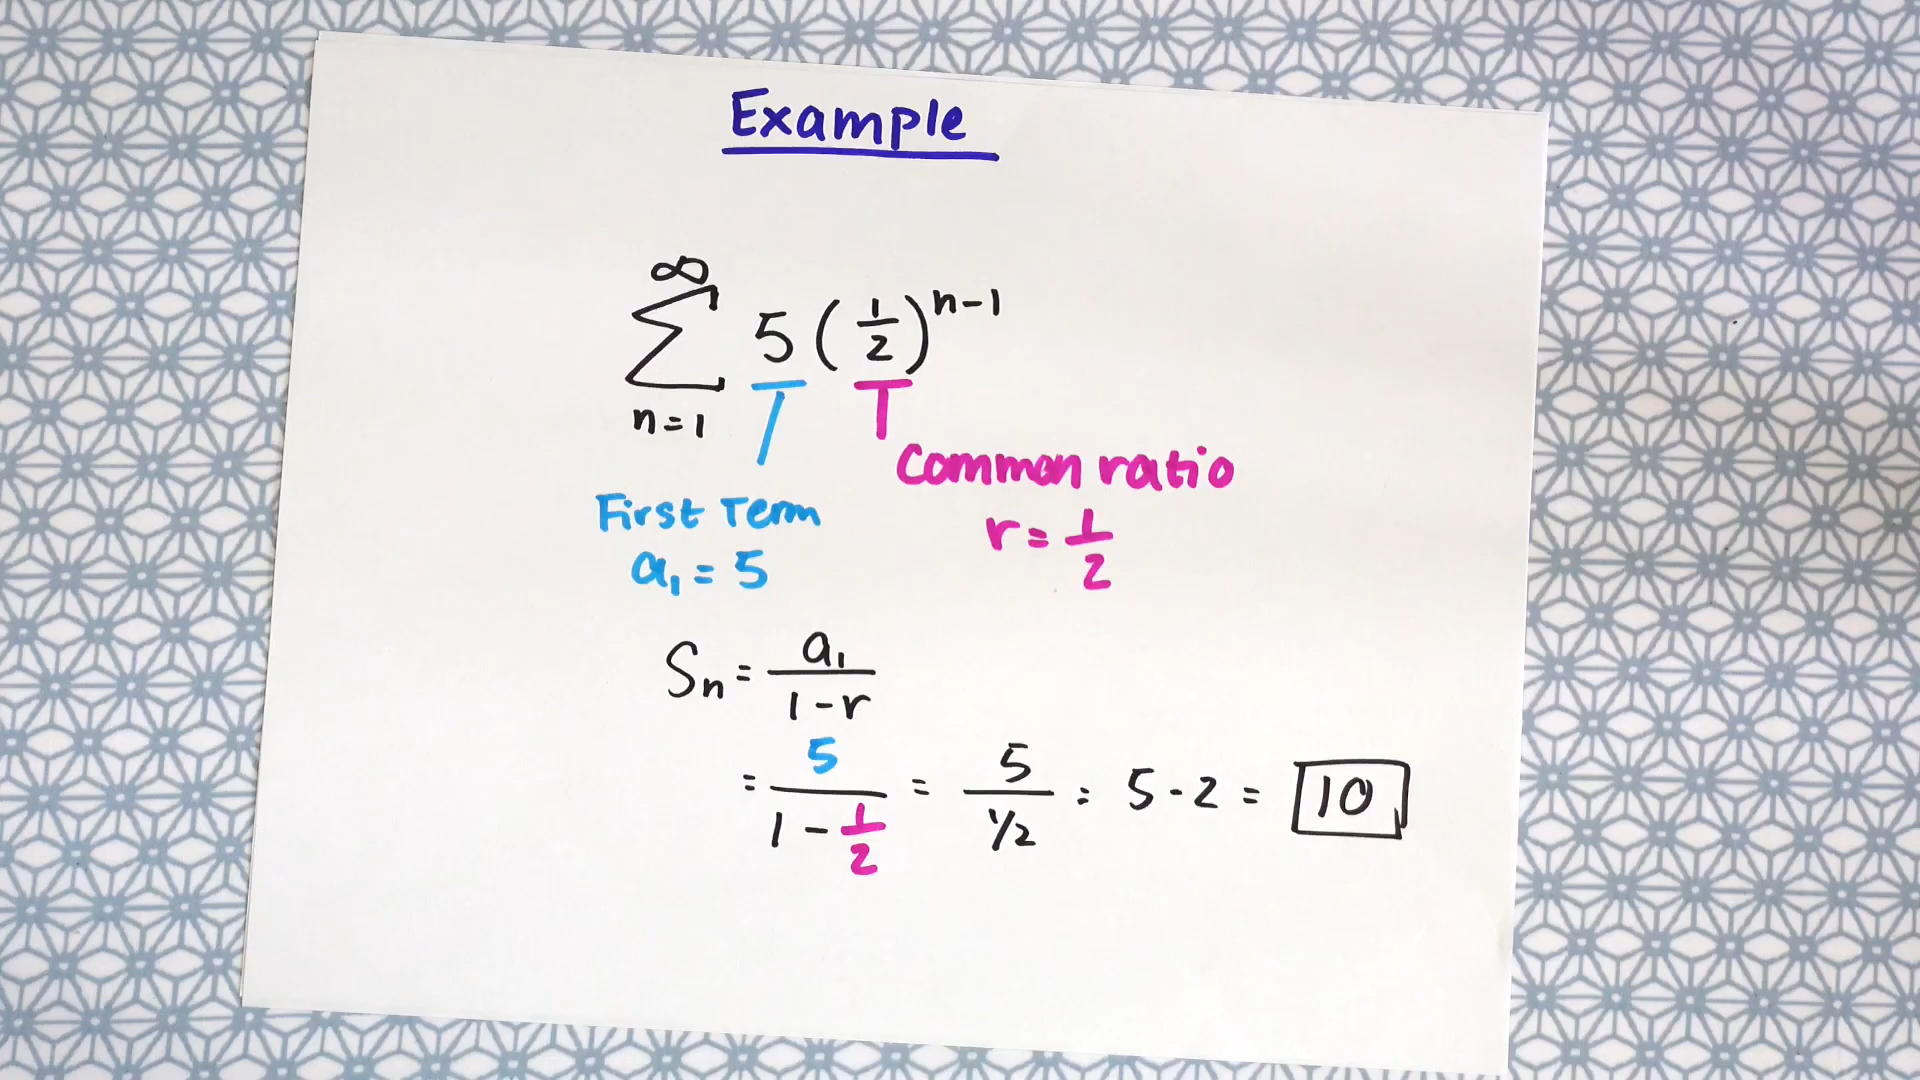 Example
∞
∑ 5(1/2)^n-1
n=1
Common ratio
First Term
r = 1/2
a₁ = 5
Sn = a₁/1-r
= 5/1-1/2 = 5/1/2 = 5·2 = 10